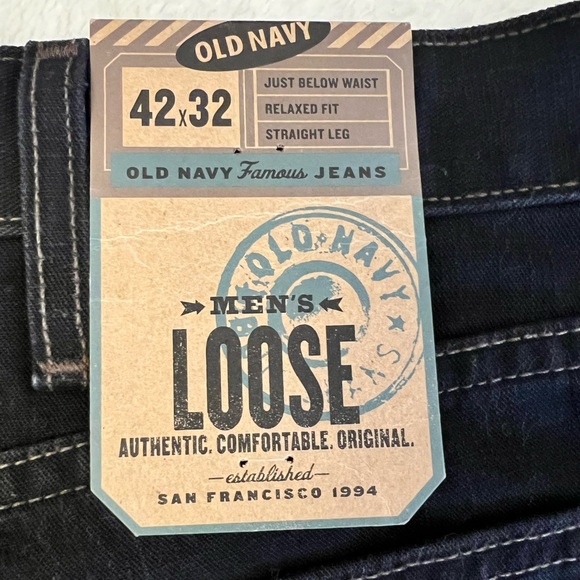 OLD NAVY
42x32
JUST BELOW WAIST
RELAXED FIT
STRAIGHT LEG
OLD NAVY Famous JEANS
OLD NAVY
MEN'S
LOOSE
AUTHENTIC. COMFORTABLE. ORIGINAL.
established
SAN FRANCISCO 1994